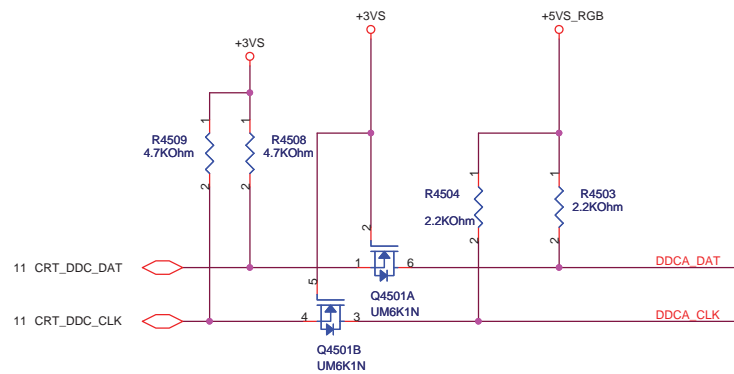 +3VS
+5VS_RGB
+3VS
1
1
R4509
4.7KOhm
R4508
4.7KOhm
2
2
1
1
R4504
2.2KOhm
R4503
2.2KOhm
2
2
2
11 CRT_DDC_DAT
1
6
DDCA_DAT
5
Q4501A
UM6K1N
11 CRT_DDC_CLK
4
3
DDCA_CLK
Q4501B
UM6K1N